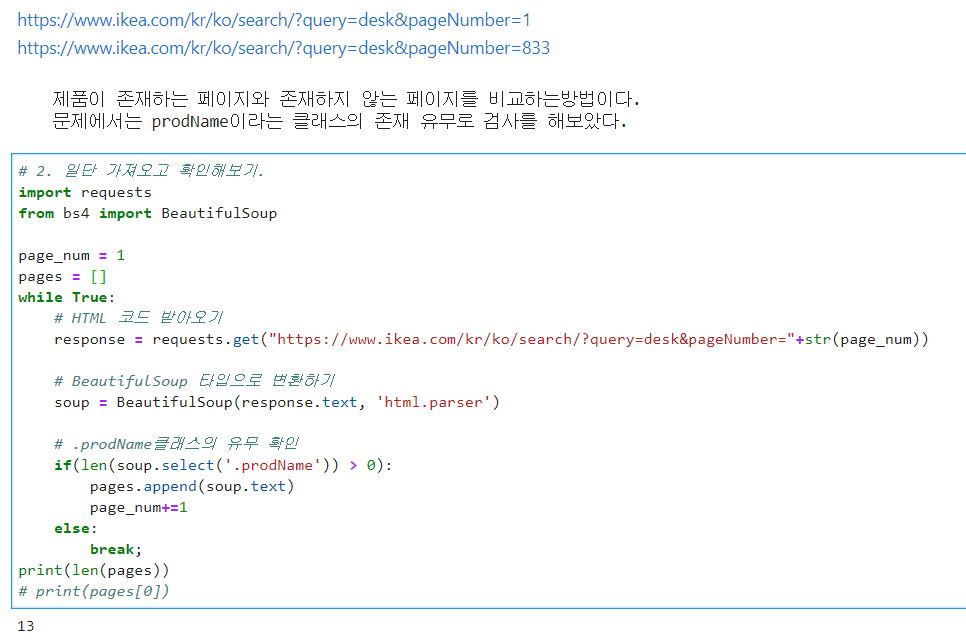 https://www.ikea.com/kr/ko/search/?query=desk&pageNumber=1
https://www.ikea.com/kr/ko/search/?query=desk&pageNumber=833
제품이 존재하는 페이지와 존재하지 않는 페이지를 비교하는방법이다.
문제에서는 prodName이라는 클래스의 존재 유무로 검사를 해보았다.
# 2. 일단 가져오고 확인해보기.
import requests
from bs4 import BeautifulSoup
page_num = 1
pages = []
while True:
# HTML 코드 받아오기
response = requests.get("https://www.ikea.com/kr/ko/search/?query=desk&pageNumber="+str(page_num))
# BeautifulSoup 타입으로 변환하기
soup = BeautifulSoup(response.text, 'html.parser')
# .prodName클래스의 유무 확인
if(len(soup.select('.prodName')) > 0):
pages.append(soup.text)
page_num+=1
else:
break;
print(len(pages))
# print(pages[0])
13